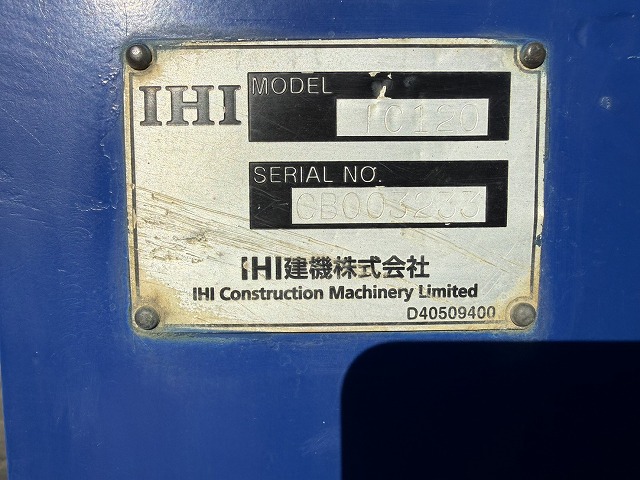 IHI
MODEL
IC120
SERIAL NO.
CB003233
IHI建機株式会社
IHI Construction Machinery Limited
D40509400